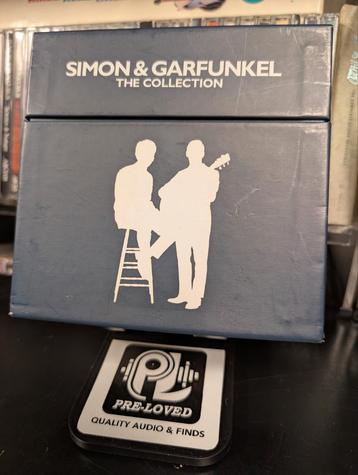 SIMON & GARFUNKEL
THE COLLECTION
PL
PRE-LOVED
QUALITY AUDIO & FINDS